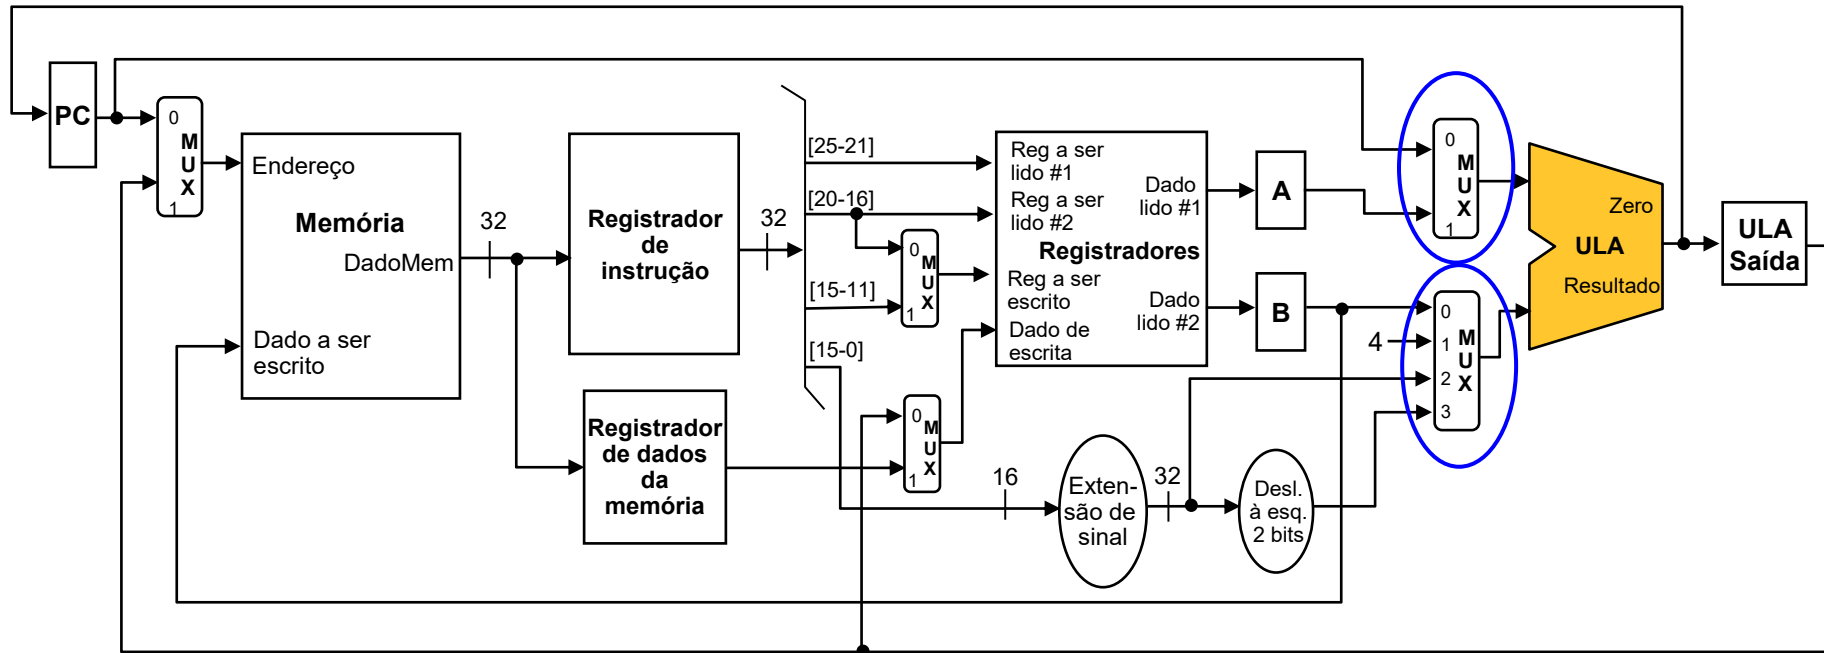 PC
0
M
U
X
1
Endereço
Memória
DadoMem
Dado a ser
escrito
32
Registrador
de
instrução
32
Registrador
de dados
da
memória
[25-21]
[20-16]
[15-11]
[15-0]
0
M
U
X
1
0
M
U
X
1
Reg a ser
lido #1
Reg a ser
lido #2
Registradores
Reg a ser
escrito
Dado de
escrita
Dado
lido #1
Dado
lido #2
16
Exten-
são de
sinal
32
Desl.
à esq.
2 bits
A
B
4
0
M
U
X
1
0
1
2
3
M
U
X
Zero
ULA
Resultado
ULA
Saída